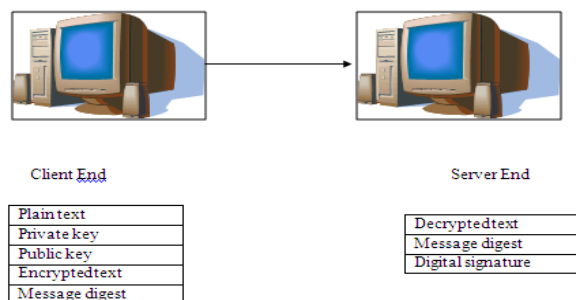 Client End
Server End
Plain text
Private key
Public key
Encryptedtext
Message digest
Decryptedtext
Message digest
Digital signature